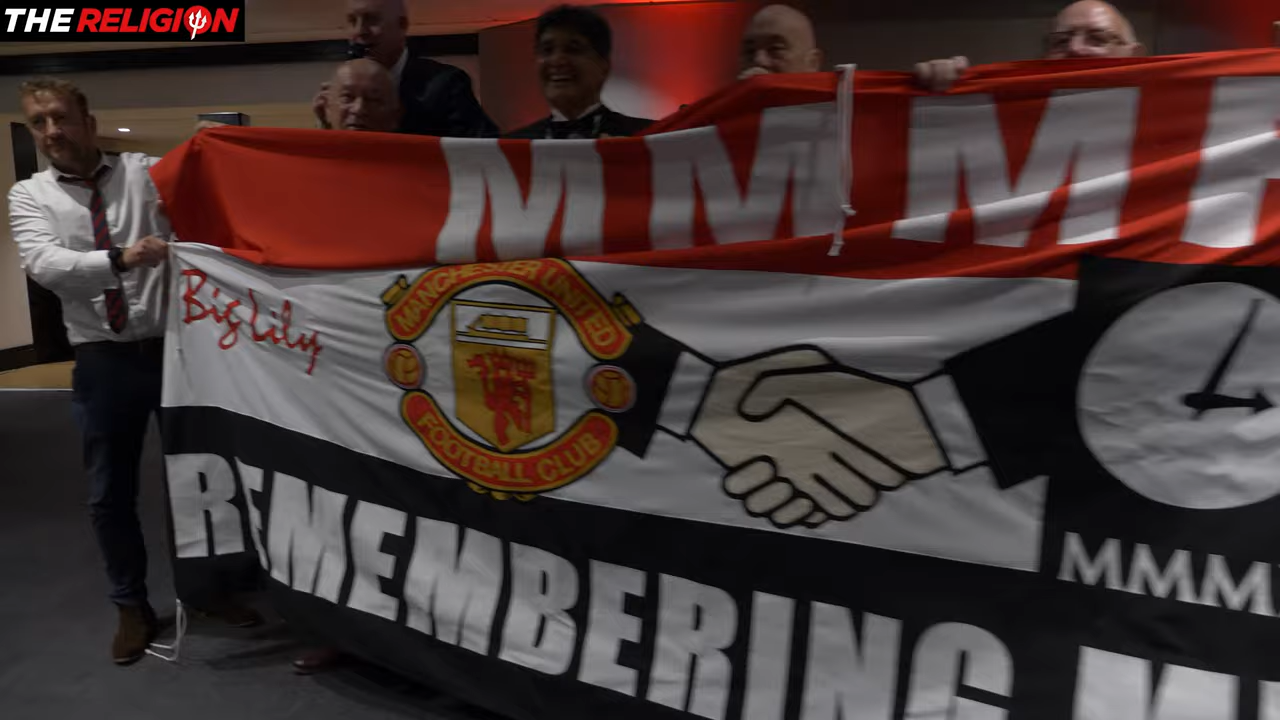 THE RELIGION
MMM
Big Lily
MANCHESTER UNITED
FOOTBALL CLUB
MMM
REMEMBERING